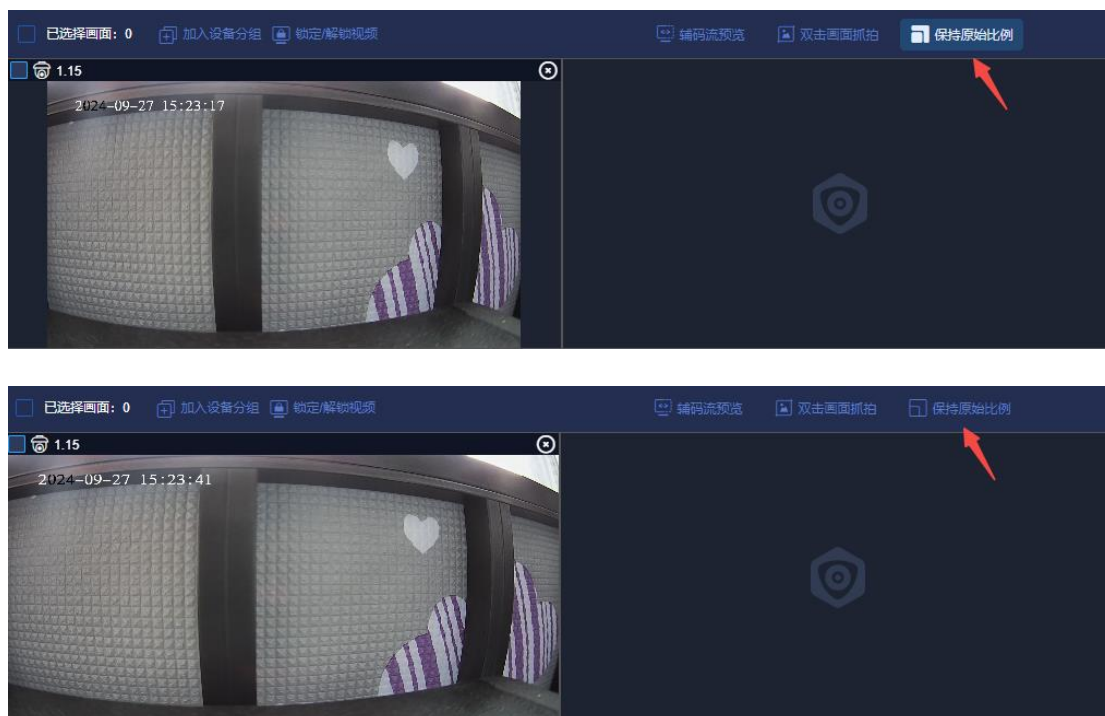 已选择画面：0 加入设备分组 锁定/解锁视频 辅码流预览 双击画面抓拍 保持原始比例
1.15
2024-09-27 15:23:17
已选择画面：0 加入设备分组 锁定/解锁视频 辅码流预览 双击画面抓拍 保持原始比例
1.15
2024-09-27 15:23:41